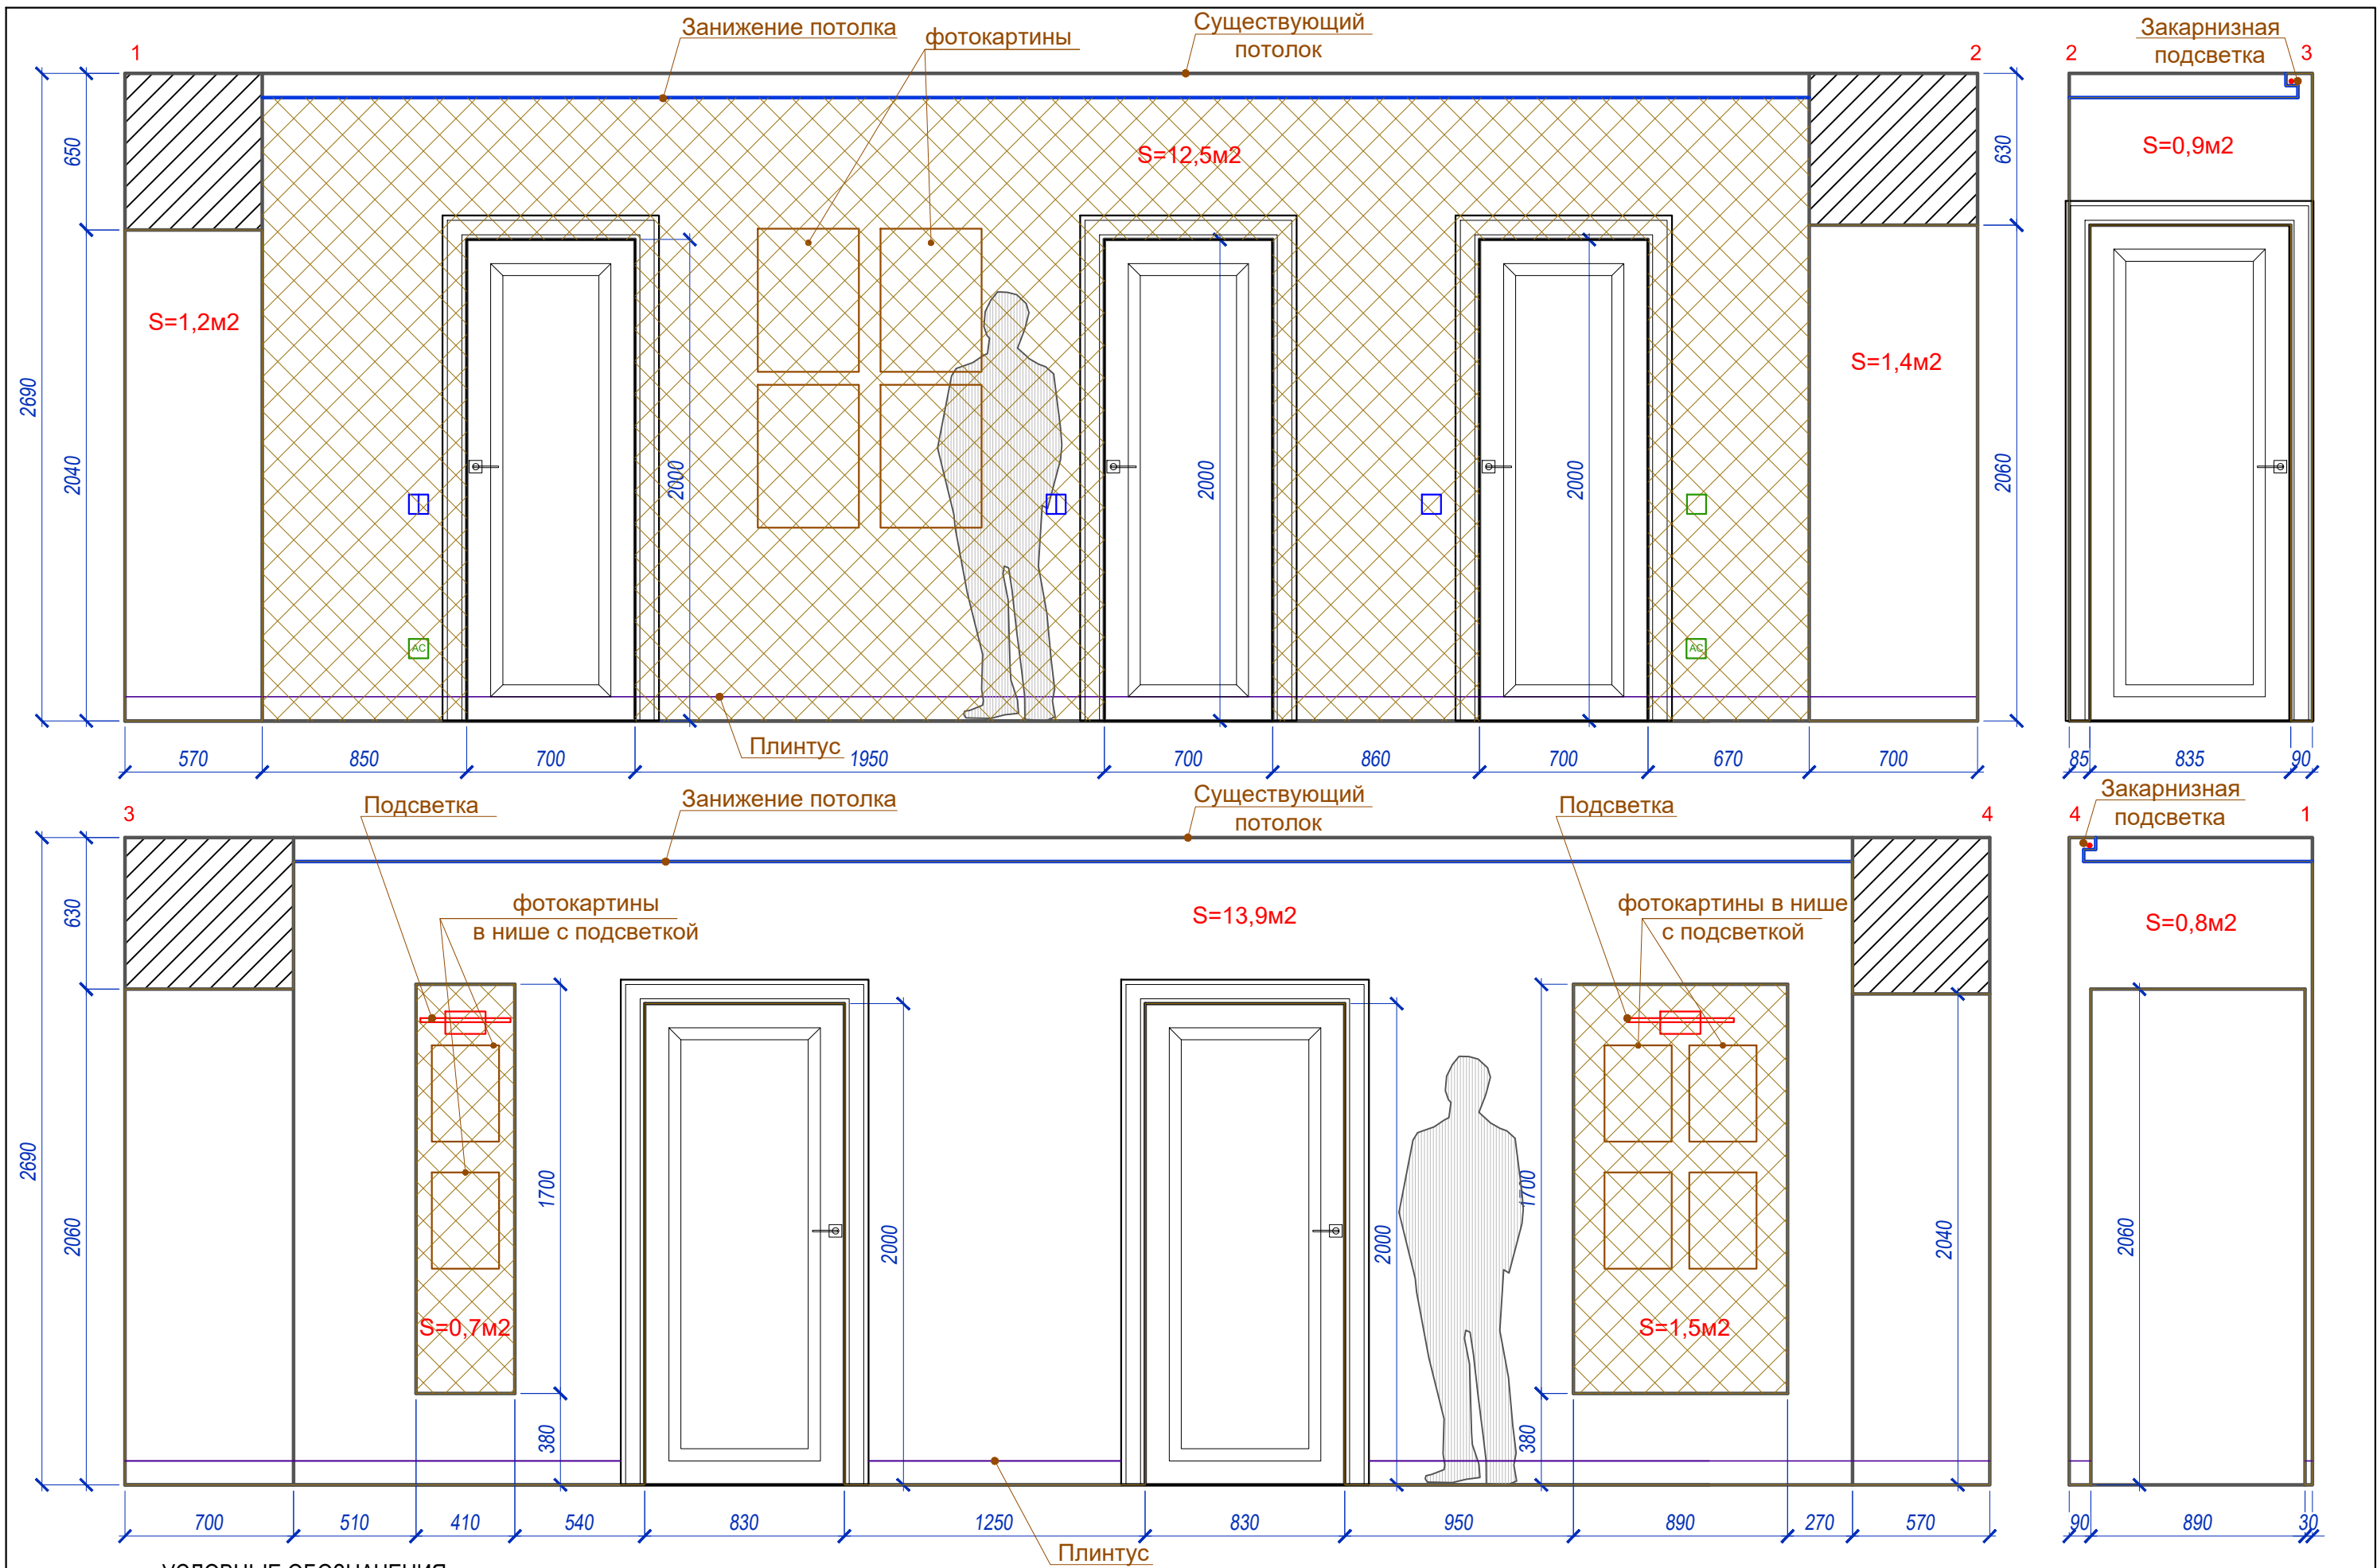 Занижение потолка
фотокартины
Существующий
потолок
Закарнизная
подсветка
1
2
2
3
650
2040
2690
S=1,2м2
S=12,5м2
S=1,4м2
S=0,9м2
630
2060
2000
2000
2000
AC
AC
Плинтус
570
850
700
1950
700
860
700
670
700
85
835
90
3
Подсветка
Занижение потолка
Существующий
потолок
Подсветка
4
4
Закарнизная
подсветка
1
630
2060
2690
фотокартины
в нише с подсветкой
S=13,9м2
фотокартины в нише
с подсветкой
S=0,8м2
1700
380
2000
2000
1700
380
2040
2060
S=0,7м2
S=1,5м2
700
510
410
540
830
1250
830
950
890
270
570
90
890
30
Плинтус
УСЛОВНЫЕ ОБОЗНАЧЕНИЯ